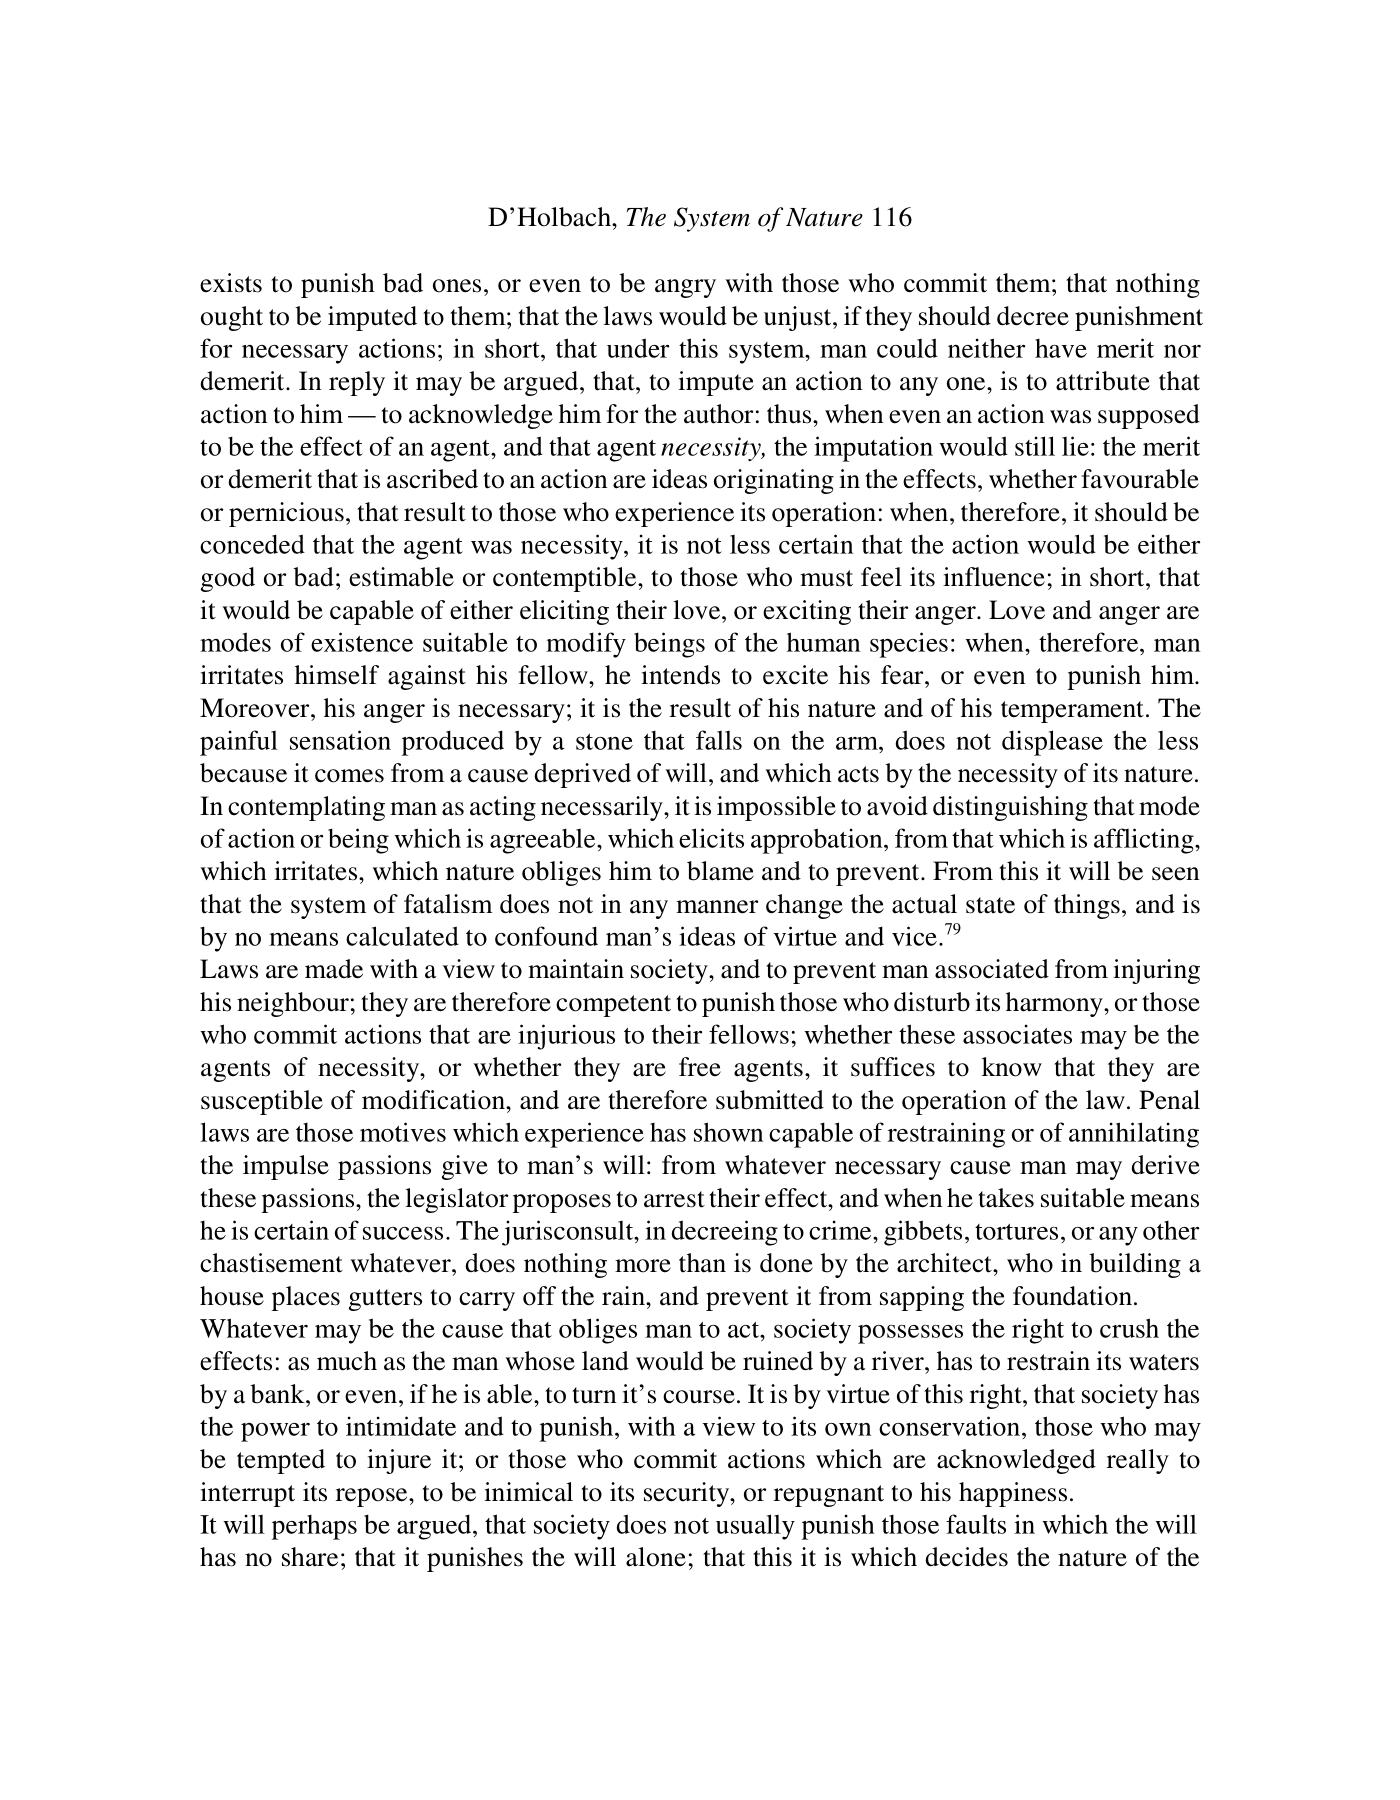 D’Holbach, The System of Nature 116
exists to punish bad ones, or even to be angry with those who commit them; that nothing
ought to be imputed to them; that the laws would be unjust, if they should decree punishment
for necessary actions; in short, that under this system, man could neither have merit nor
demerit. In reply it may be argued, that, to impute an action to any one, is to attribute that
action to him — to acknowledge him for the author: thus, when even an action was supposed
to be the effect of an agent, and that agent necessity, the imputation would still lie: the merit
or demerit that is ascribed to an action are ideas originating in the effects, whether favourable
or pernicious, that result to those who experience its operation: when, therefore, it should be
conceded that the agent was necessity, it is not less certain that the action would be either
good or bad; estimable or contemptible, to those who must feel its influence; in short, that
it would be capable of either eliciting their love, or exciting their anger. Love and anger are
modes of existence suitable to modify beings of the human species: when, therefore, man
irritates himself against his fellow, he intends to excite his fear, or even to punish him.
Moreover, his anger is necessary; it is the result of his nature and of his temperament. The
painful sensation produced by a stone that falls on the arm, does not displease the less
because it comes from a cause deprived of will, and which acts by the necessity of its nature.
In contemplating man as acting necessarily, it is impossible to avoid distinguishing that mode
of action or being which is agreeable, which elicits approbation, from that which is afflicting,
which irritates, which nature obliges him to blame and to prevent. From this it will be seen
that the system of fatalism does not in any manner change the actual state of things, and is
by no means calculated to confound man’s ideas of virtue and vice.79
Laws are made with a view to maintain society, and to prevent man associated from injuring
his neighbour; they are therefore competent to punish those who disturb its harmony, or those
who commit actions that are injurious to their fellows; whether these associates may be the
agents of necessity, or whether they are free agents, it suffices to know that they are
susceptible of modification, and are therefore submitted to the operation of the law. Penal
laws are those motives which experience has shown capable of restraining or of annihilating
the impulse passions give to man’s will: from whatever necessary cause man may derive
these passions, the legislator proposes to arrest their effect, and when he takes suitable means
he is certain of success. The jurisconsult, in decreeing to crime, gibbets, tortures, or any other
chastisement whatever, does nothing more than is done by the architect, who in building a
house places gutters to carry off the rain, and prevent it from sapping the foundation.
Whatever may be the cause that obliges man to act, society possesses the right to crush the
effects: as much as the man whose land would be ruined by a river, has to restrain its waters
by a bank, or even, if he is able, to turn it’s course. It is by virtue of this right, that society has
the power to intimidate and to punish, with a view to its own conservation, those who may
be tempted to injure it; or those who commit actions which are acknowledged really to
interrupt its repose, to be inimical to its security, or repugnant to his happiness.
It will perhaps be argued, that society does not usually punish those faults in which the will
has no share; that it punishes the will alone; that this it is which decides the nature of the